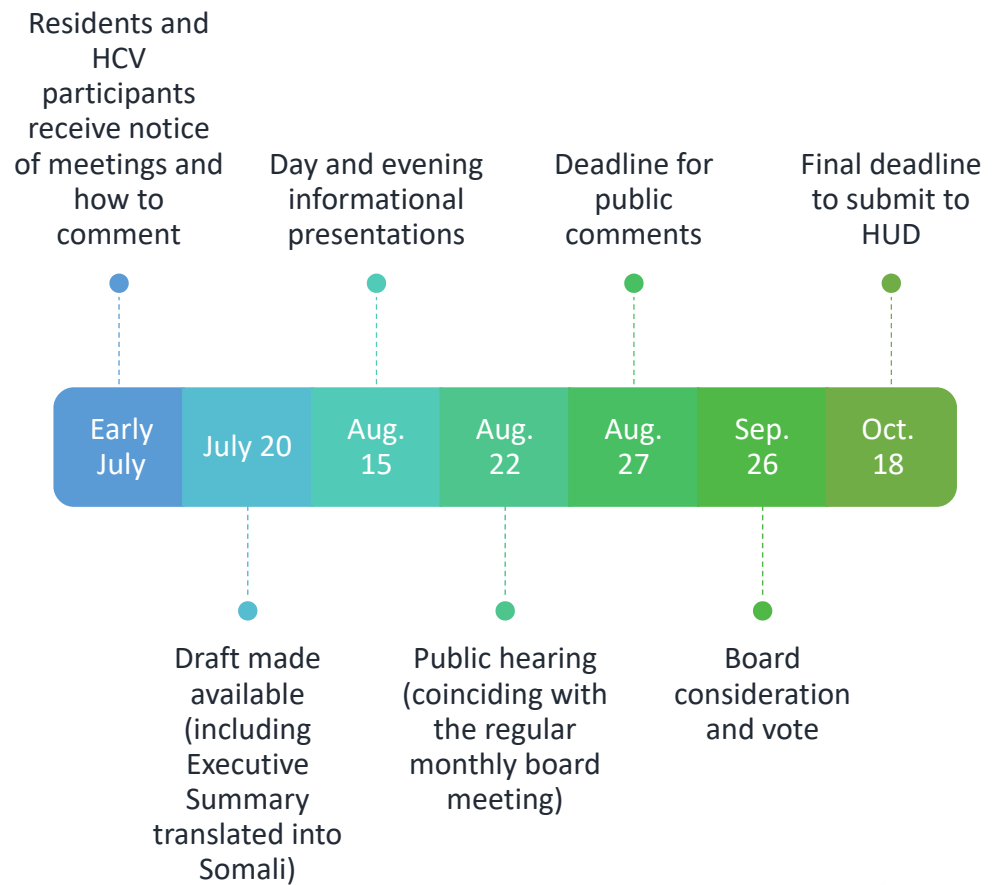 Residents and
HCV
participants
receive notice
of meetings and
how to
comment
Day and evening
informational
presentations
Deadline for
public
comments
Final deadline
to submit to
HUD
Early
July
July 20
Aug.
15
Aug.
22
Aug.
27
Sep.
26
Oct.
18
Draft made
available
(including
Executive
Summary
translated into
Somali)
Public hearing
(coinciding with
the regular
monthly board
meeting)
Board
consideration
and vote